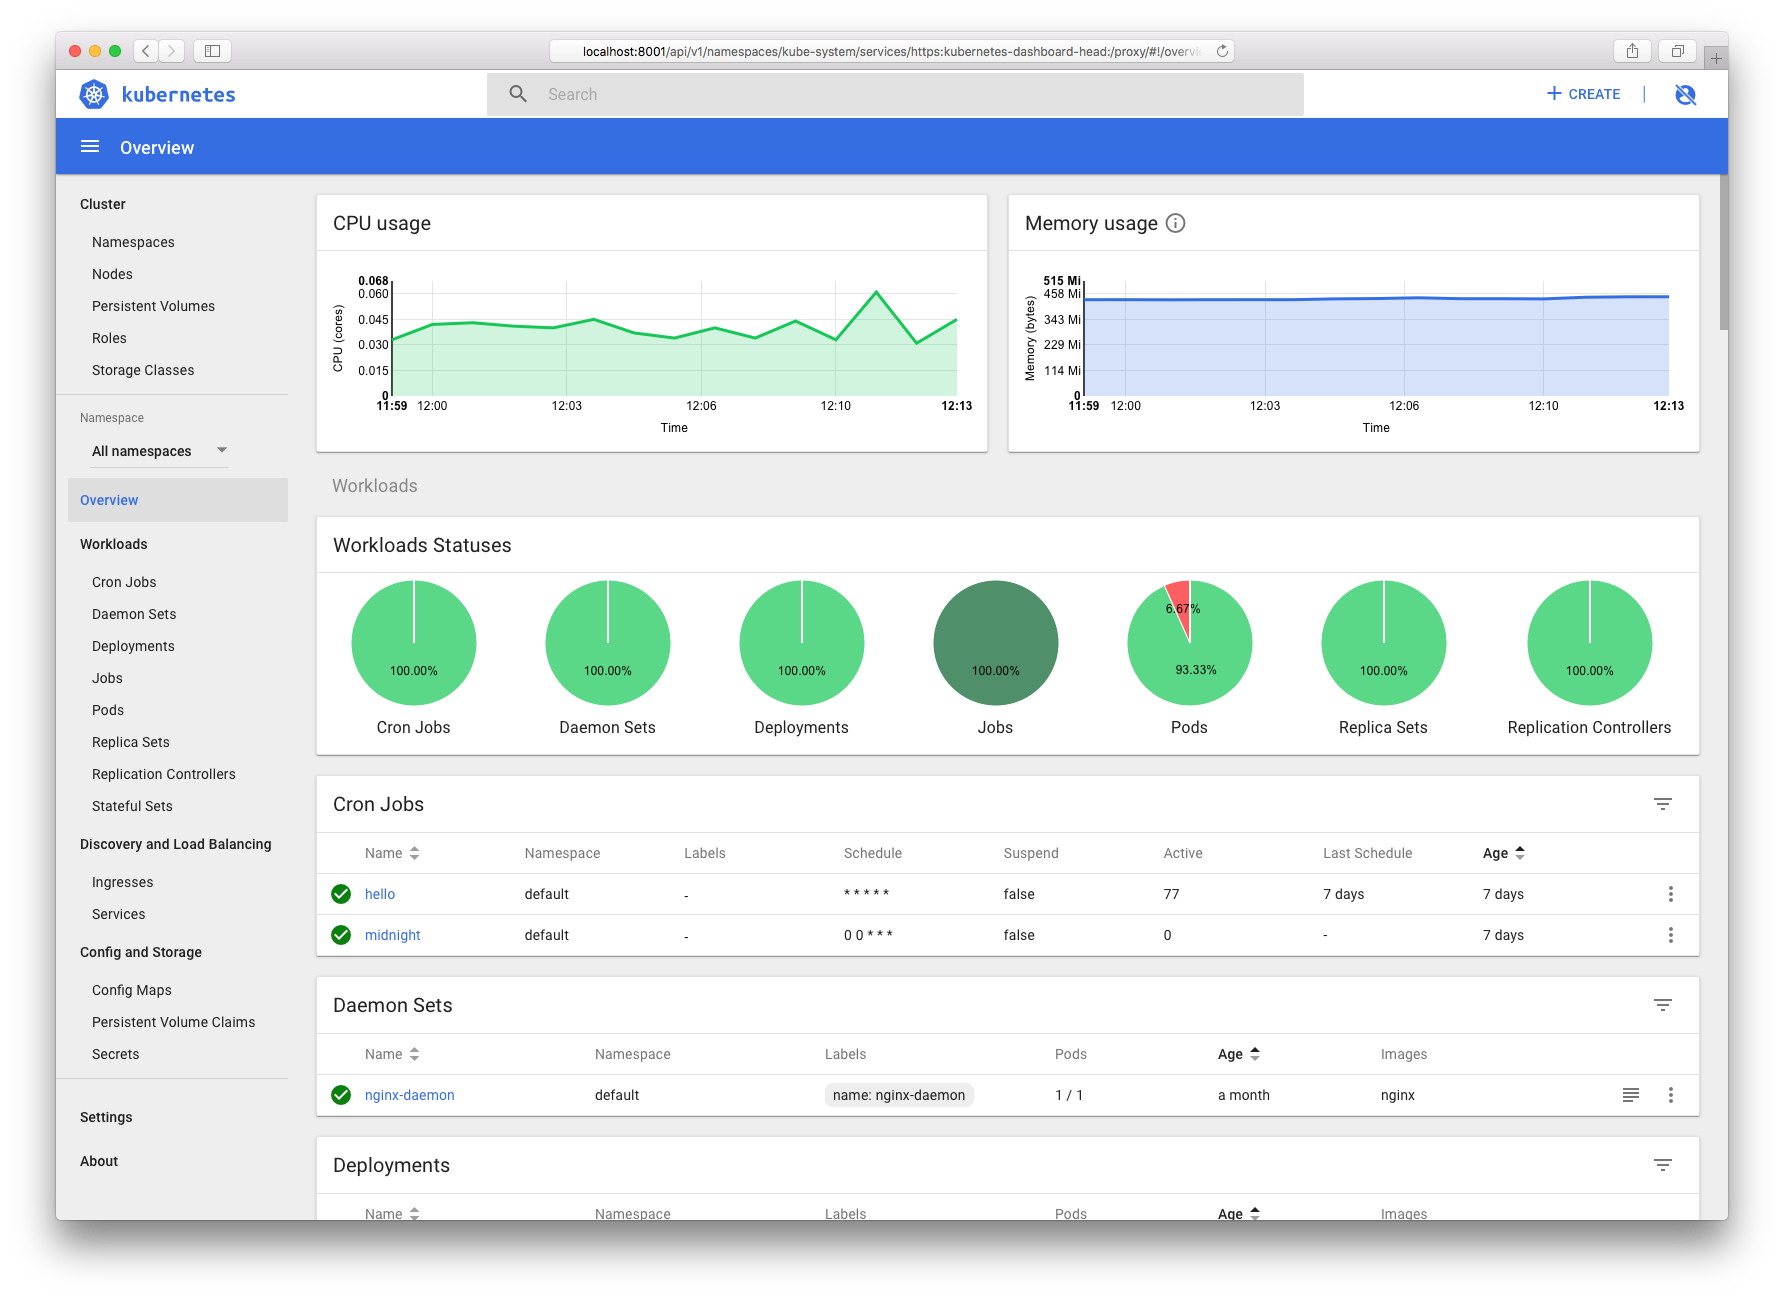 localhost:8001/api/v1/namespaces/kube-system/services/https:kubernetes-dashboard-head:/proxy/#!/overvi
kubernetes
Search
CREATE
Overview
Cluster
Namespaces
Nodes
Persistent Volumes
Roles
Storage Classes
Namespace
All namespaces
Overview
Workloads
Cron Jobs
Daemon Sets
Deployments
Jobs
Pods
Replica Sets
Replication Controllers
Stateful Sets
Discovery and Load Balancing
Ingresses
Services
Config and Storage
Config Maps
Persistent Volume Claims
Secrets
Settings
About
CPU usage
CPU (cores)
0.068
0.060
0.045
0.030
0.015
0
11:59 12:00 12:03 12:06 12:10 12:13
Time
Memory usage
Memory (bytes)
515 Mi
458 Mi
343 Mi
229 Mi
114 Mi
0
11:59 12:00 12:03 12:06 12:10 12:13
Time
Workloads
Workloads Statuses
100.00% 100.00% 100.00% 100.00% 6.67% 93.33% 100.00% 100.00%
Cron Jobs Daemon Sets Deployments Jobs Pods Replica Sets Replication Controllers
Cron Jobs
Name Namespace Labels Schedule Suspend Active Last Schedule Age
hello default - * * * * * false 77 7 days 7 days
midnight default - 0 0 * * * false 0 - 7 days
Daemon Sets
Name Namespace Labels Pods Age Images
nginx-daemon default name: nginx-daemon 1 / 1 a month nginx
Deployments
Name Namespace Labels Pods Age Images